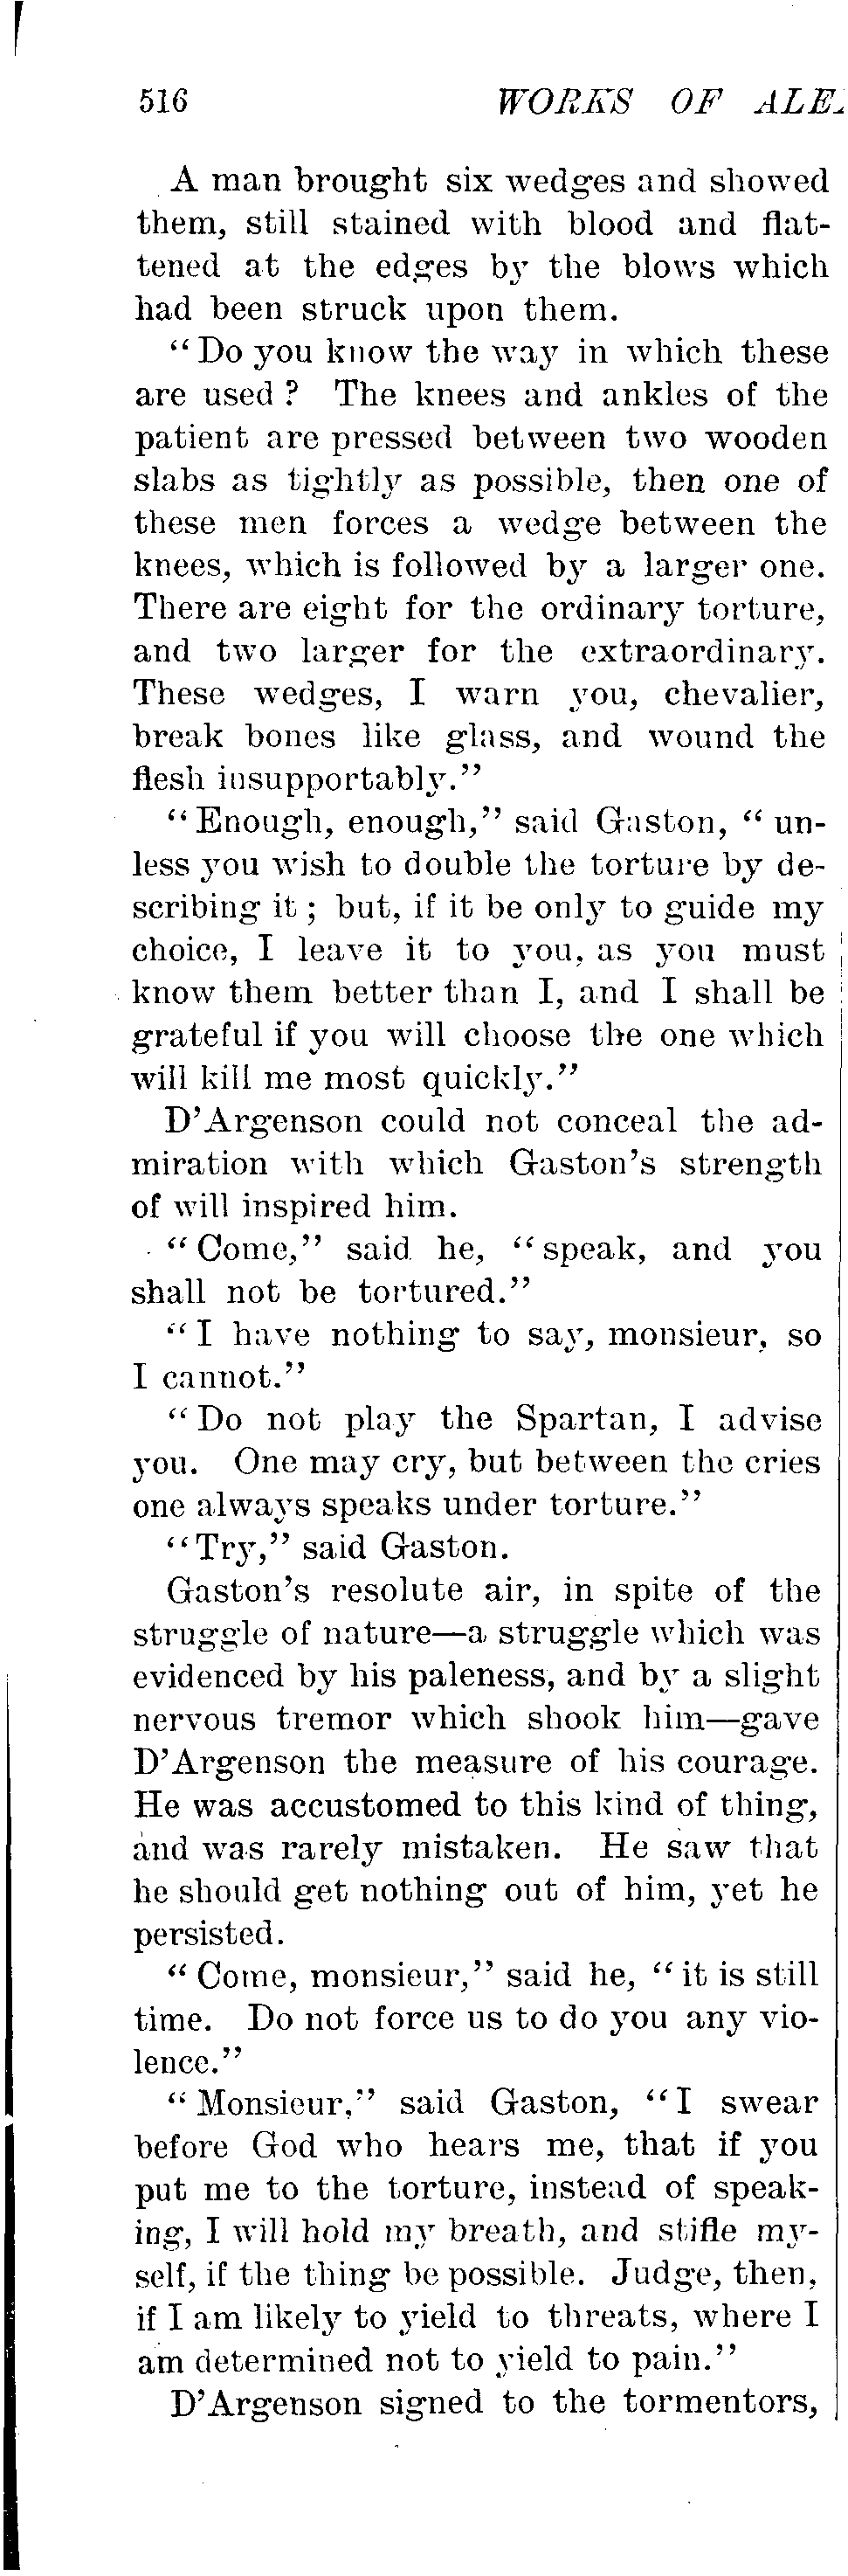 516 WORKS OF ALE
A man brought six wedges and showed
them, still stained with blood and flat-
tened at the edges by the blows which
had been struck upon them.
“Do you know the way in which these
are used? The knees and ankles of the
patient are pressed between two wooden
slabs as tightly as possible, then one of
these men forces a wedge between the
knees, which is followed by a larger one.
There are eight for the ordinary torture,
and two larger for the extraordinary.
These wedges, I warn you, chevalier,
break bones like glass, and wound the
flesh insupportably.”
“Enough, enough,” said Gaston, “un-
less you wish to double the torture by de-
scribing it; but, if it be only to guide my
choice, I leave it to you, as you must
know them better than I, and I shall be
grateful if you will choose the one which
will kill me most quickly.”
D’Argenson could not conceal the ad-
miration with which Gaston’s strength
of will inspired him.
“Come,” said he, “speak, and you
shall not be tortured.”
“I have nothing to say, monsieur, so
I cannot.”
“Do not play the Spartan, I advise
you. One may cry, but between the cries
one always speaks under torture.”
“Try,” said Gaston.
Gaston’s resolute air, in spite of the
struggle of nature—a struggle which was
evidenced by his paleness, and by a slight
nervous tremor which shook him—gave
D’Argenson the measure of his courage.
He was accustomed to this kind of thing,
and was rarely mistaken. He saw that
he should get nothing out of him, yet he
persisted.
“Come, monsieur,” said he, “it is still
time. Do not force us to do you any vio-
lence.”
“Monsieur,” said Gaston, “I swear
before God who hears me, that if you
put me to the torture, instead of speak-
ing, I will hold my breath, and stifle my-
self, if the thing be possible. Judge, then,
if I am likely to yield to threats, where I
am determined not to yield to pain.”
D’Argenson signed to the tormentors,